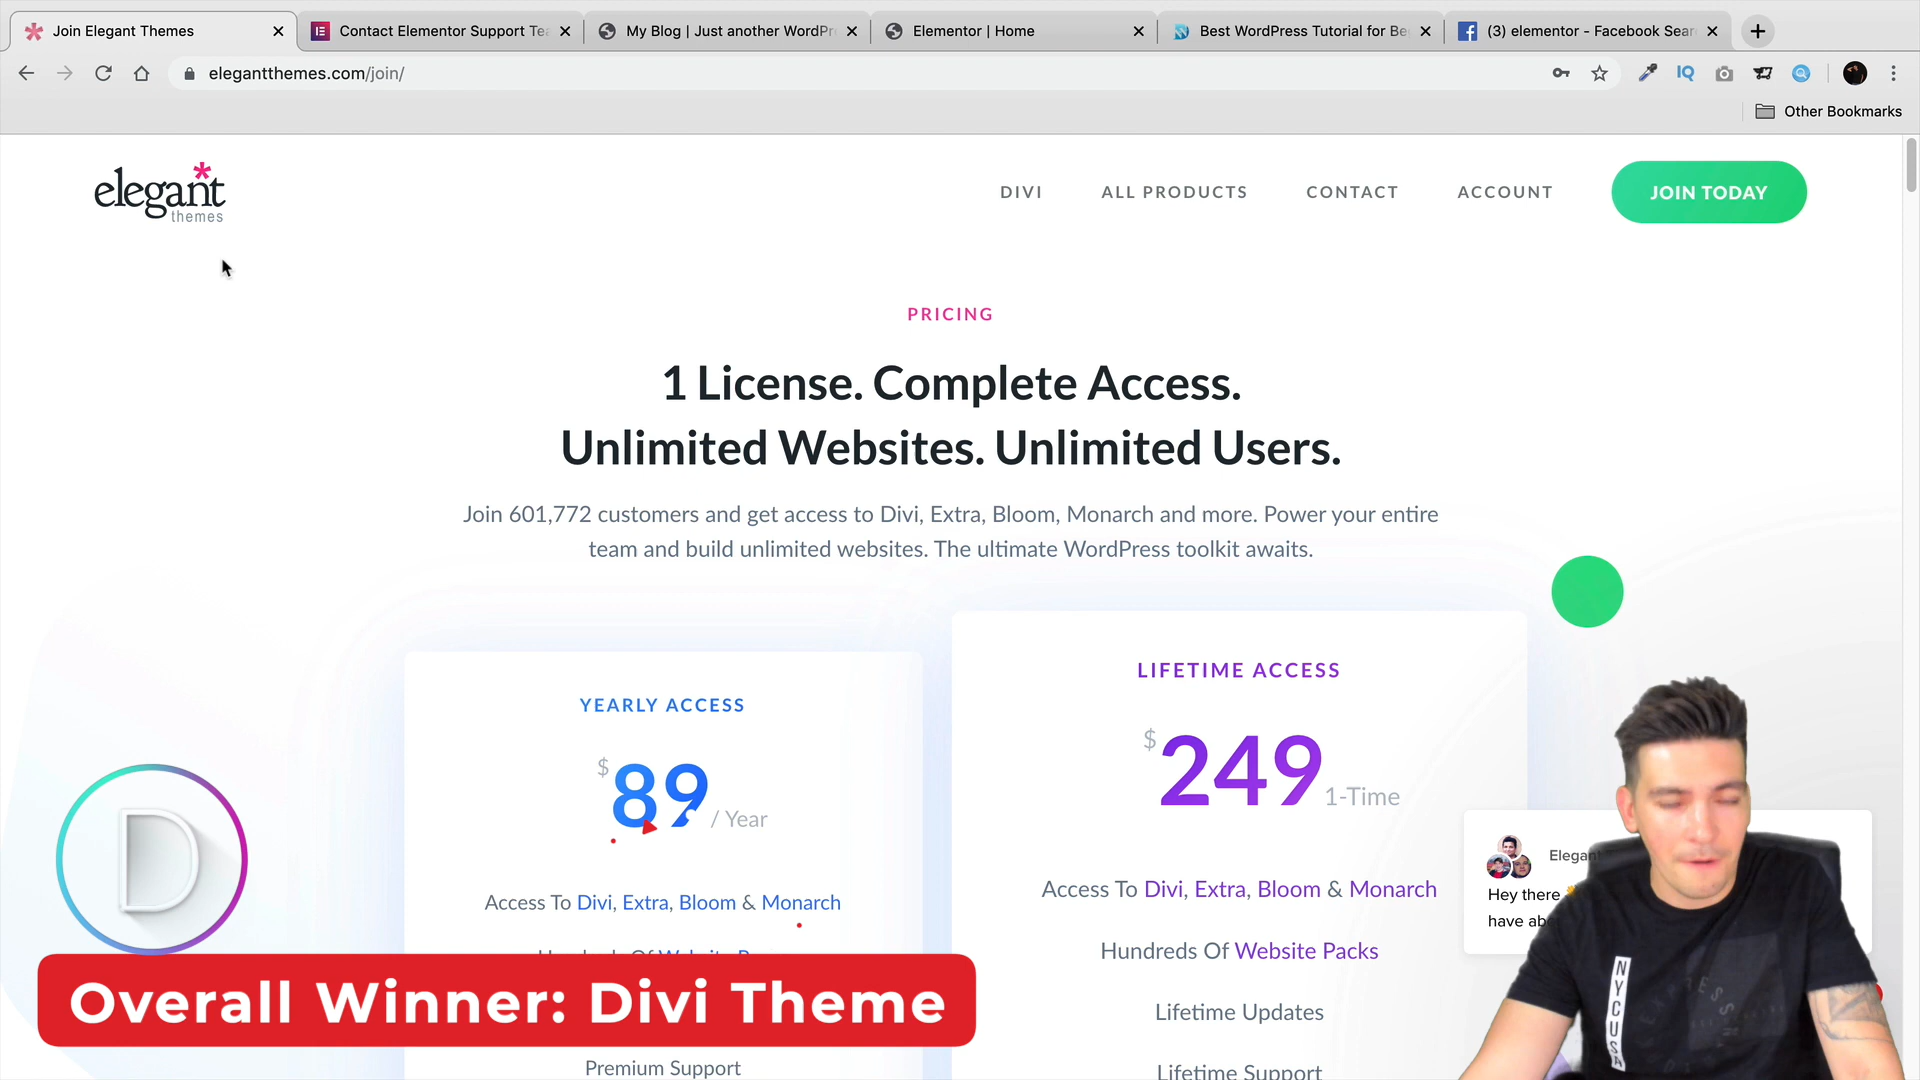 Join Elegant Themes
Contact Elementor Support Te
My Blog | Just another WordPr
Elementor | Home
Best WordPress Tutorial for Be
(3) elementor - Facebook Sear
elegantthemes.com/join/
IQ
Other Bookmarks
elegant
themes
DIVI
ALL PRODUCTS
CONTACT
ACCOUNT
JOIN TODAY
PRICING
1 License. Complete Access.
Unlimited Websites. Unlimited Users.
Join 601,772 customers and get access to Divi, Extra, Bloom, Monarch and more. Power your entire
team and build unlimited websites. The ultimate WordPress toolkit awaits.
YEARLY ACCESS
$89 / Year
Access To Divi, Extra, Bloom & Monarch
Premium Support
LIFETIME ACCESS
$249 1-Time
Access To Divi, Extra, Bloom & Monarch
Hundreds Of Website Packs
Lifetime Updates
Lifetime Support
Elegan
Hey there
have abo
D
Overall Winner: Divi Theme
NYCUSA